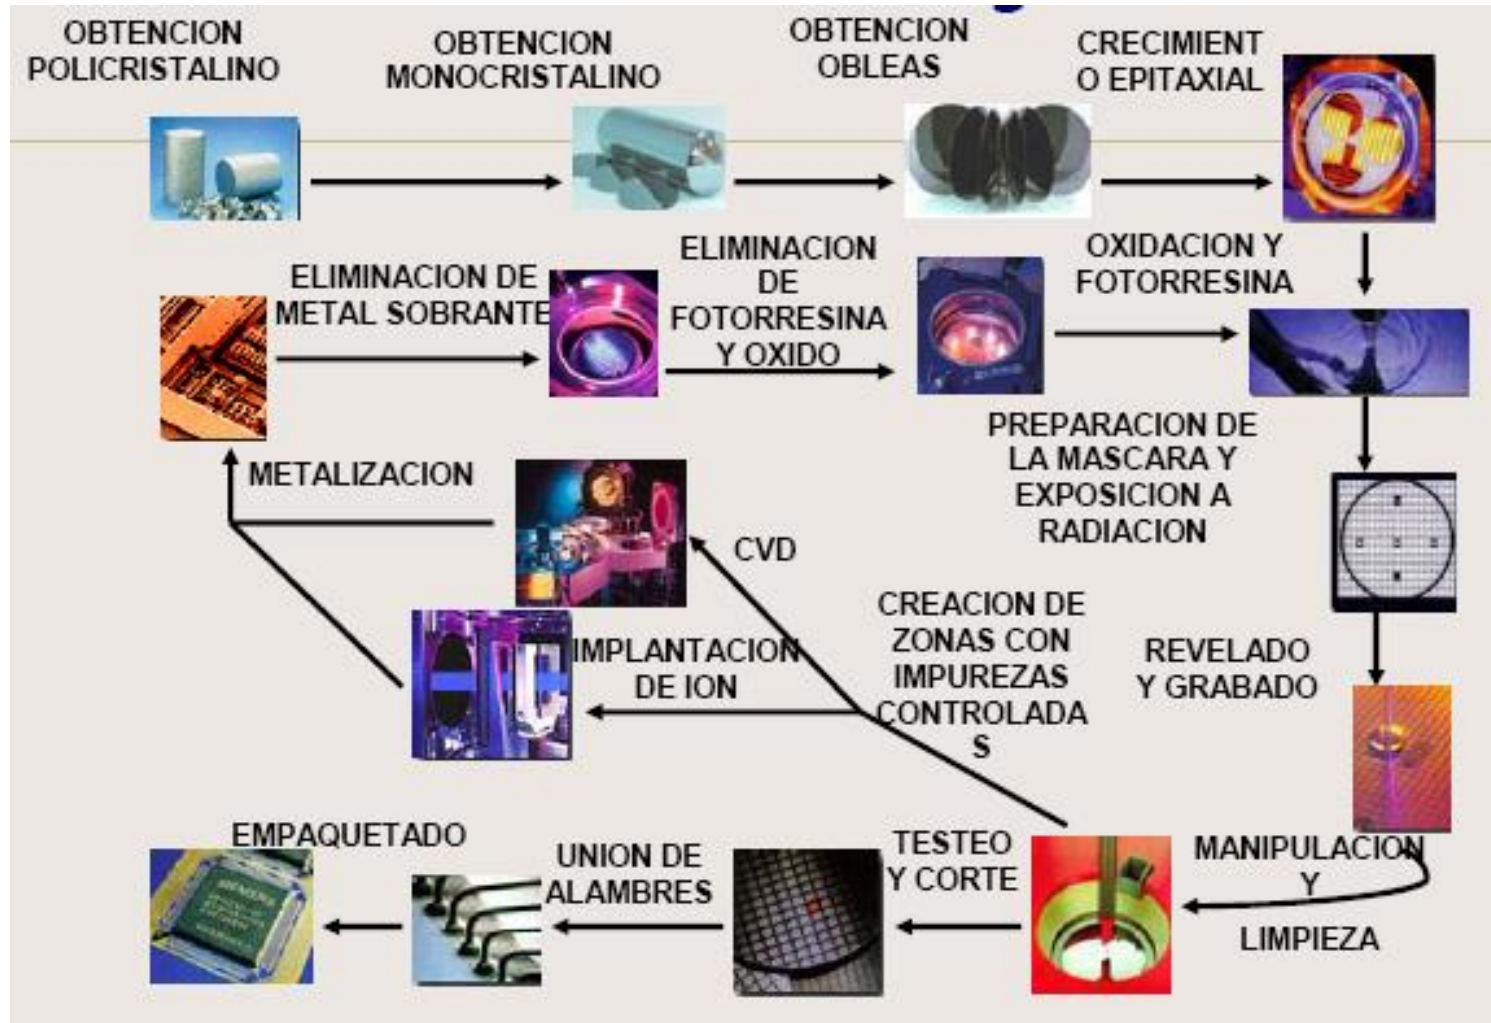 OBTENCION
POLICRISTALINO
OBTENCION
MONOCRISTALINO
OBTENCION
OBLEAS
CRECIMIENT
O EPITAXIAL
ELIMINACION DE
METAL SOBRANTE
ELIMINACION
DE
FOTORRESINA
Y OXIDO
OXIDACION Y
FOTORRESINA
METALIZACION
PREPARACION DE
LA MASCARA Y
EXPOSICION A
RADIACION
CVD
IMPLANTACION
DE ION
CREACION DE
ZONAS CON
IMPUREZAS
CONTROLADA
S
REVELADO
Y GRABADO
EMPAQUETADO
UNION DE
ALAMBRES
TESTEO
Y CORTE
MANIPULACION
Y
LIMPIEZA
SIEMENS